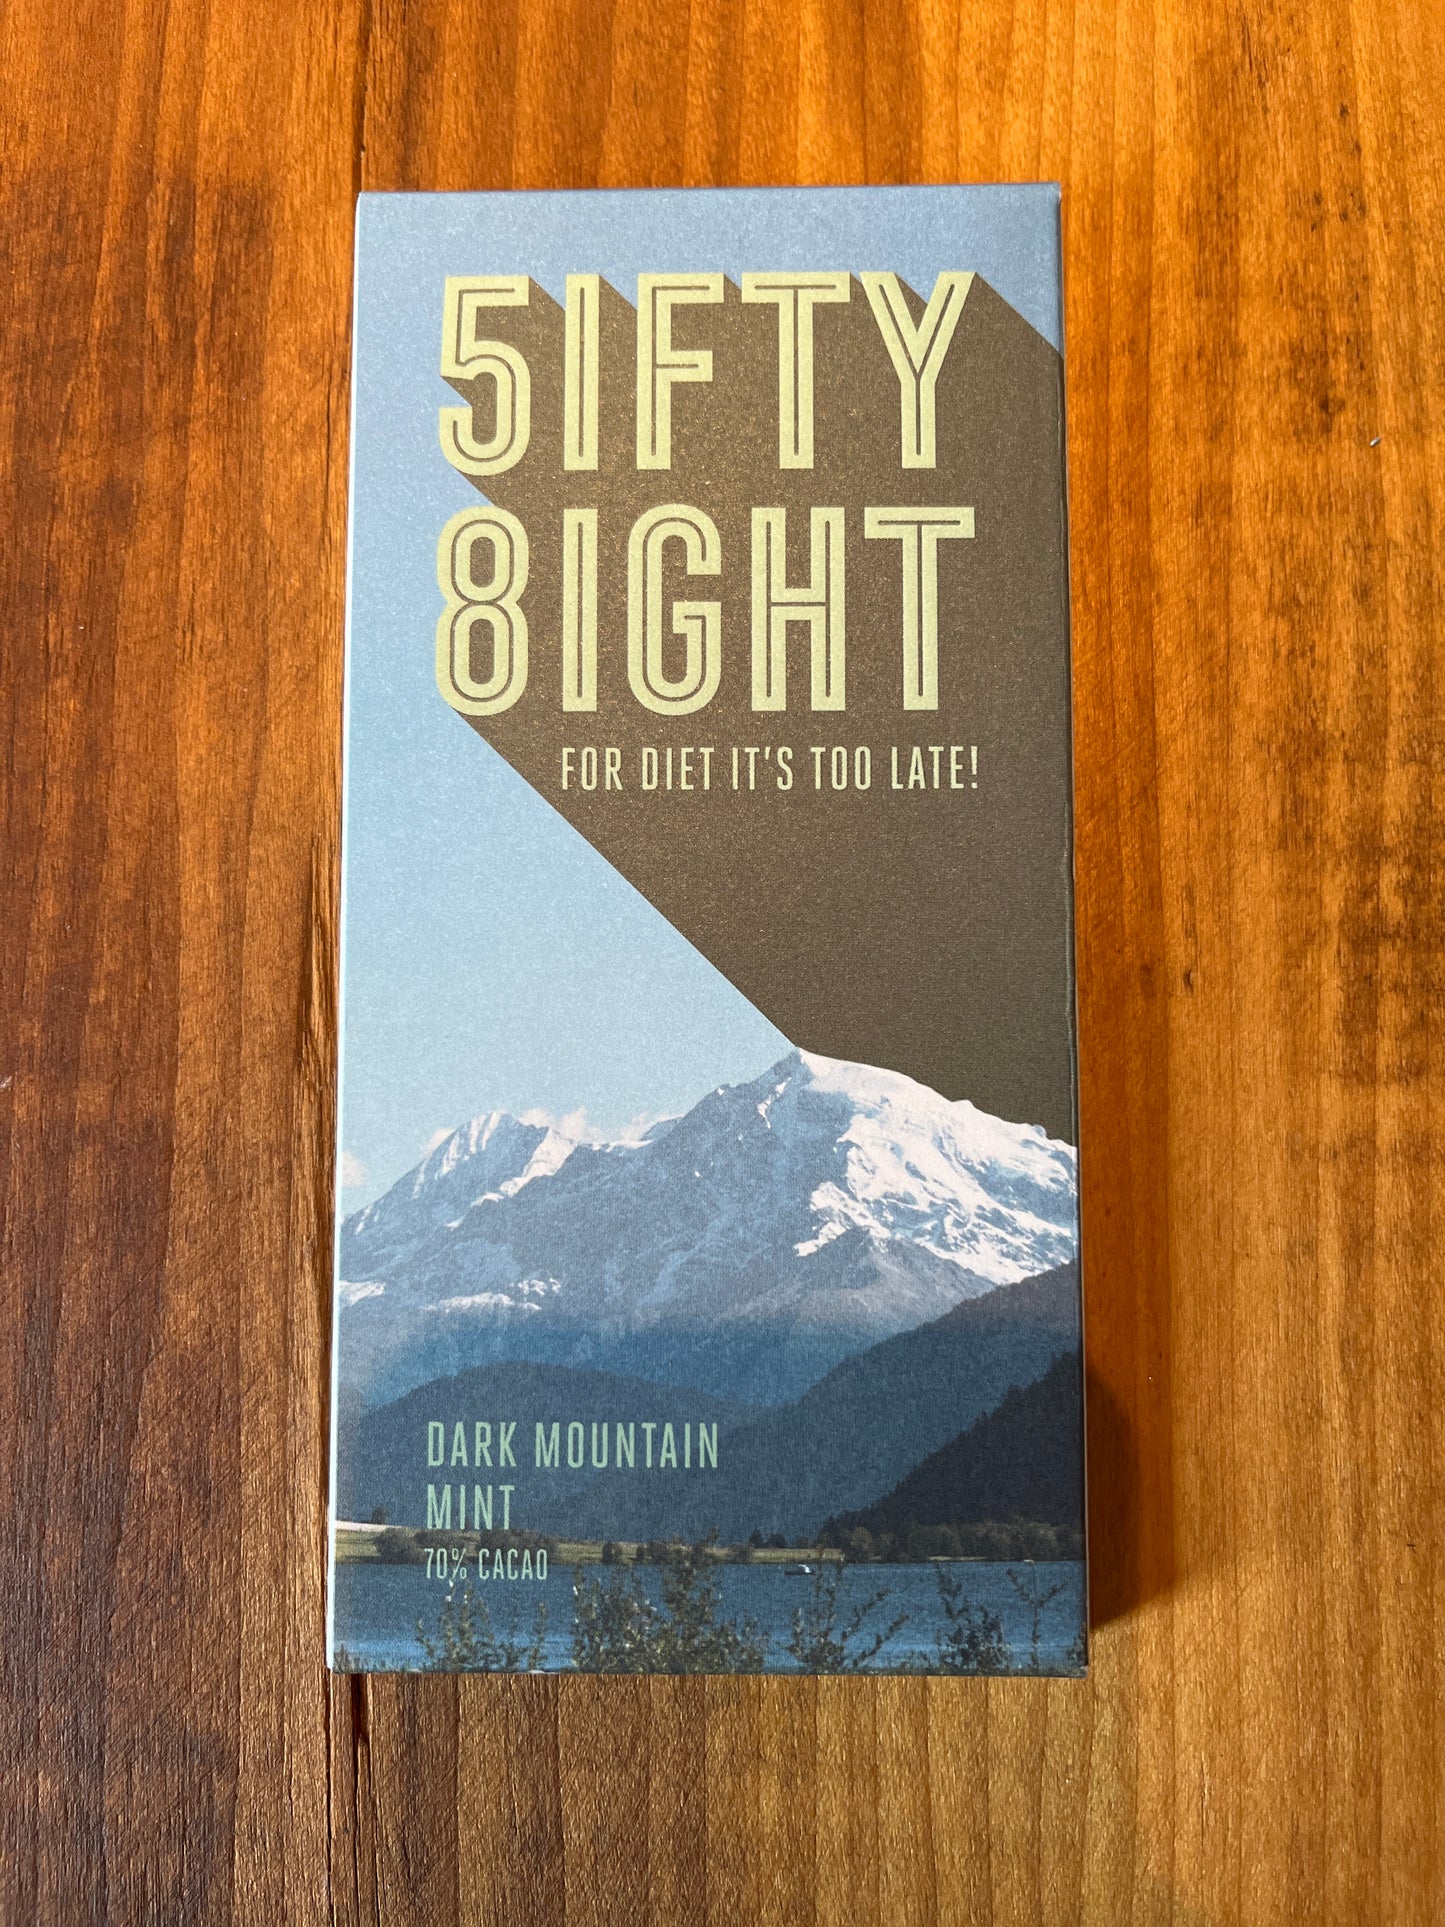 5IFTY
8IGHT
FOR DIET IT'S TOO LATE!
DARK MOUNTAIN
MINT
70% CACAO